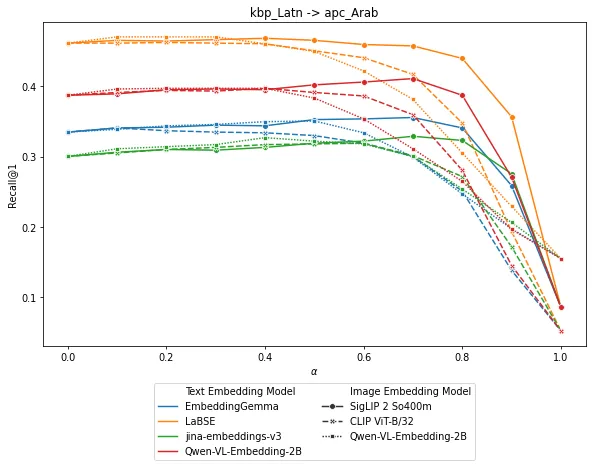 kbp_Latn -> apc_Arab
Recall@1
0.4
0.3
0.2
0.1
0.0 0.2 0.4 0.6 0.8 1.0
α
Text Embedding Model Image Embedding Model
EmbeddingGemma SigLIP 2 So400m
LaBSE CLIP ViT-B/32
jina-embeddings-v3 Qwen-VL-Embedding-2B
Qwen-VL-Embedding-2B